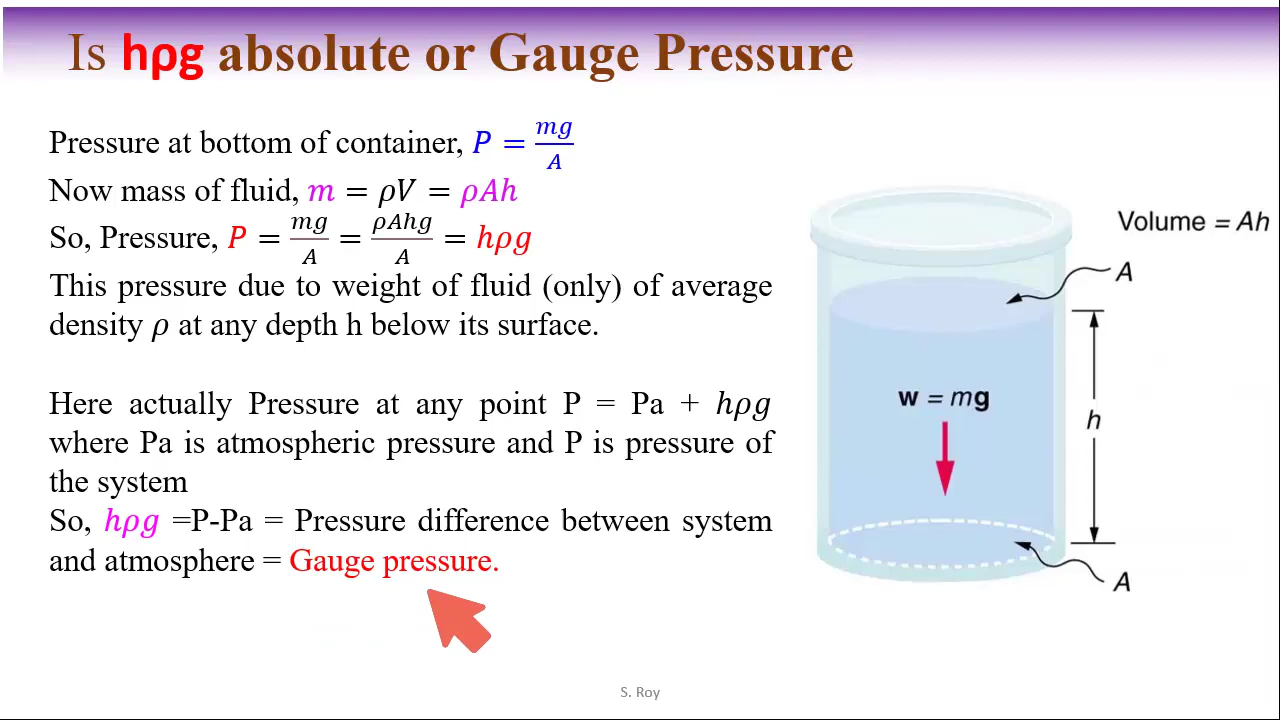 Is hρg absolute or Gauge Pressure
Pressure at bottom of container, P = mg/A
Now mass of fluid, m = ρV = ρAh
So, Pressure, P = mg/A = ρAhg/A = hρg
This pressure due to weight of fluid (only) of average
density ρ at any depth h below its surface.
Here actually Pressure at any point P = Pa + hρg
where Pa is atmospheric pressure and P is pressure of
the system
So, hρg =P-Pa = Pressure difference between system
and atmosphere = Gauge pressure.
Volume = Ah
A
w = mg
h
A
S. Roy